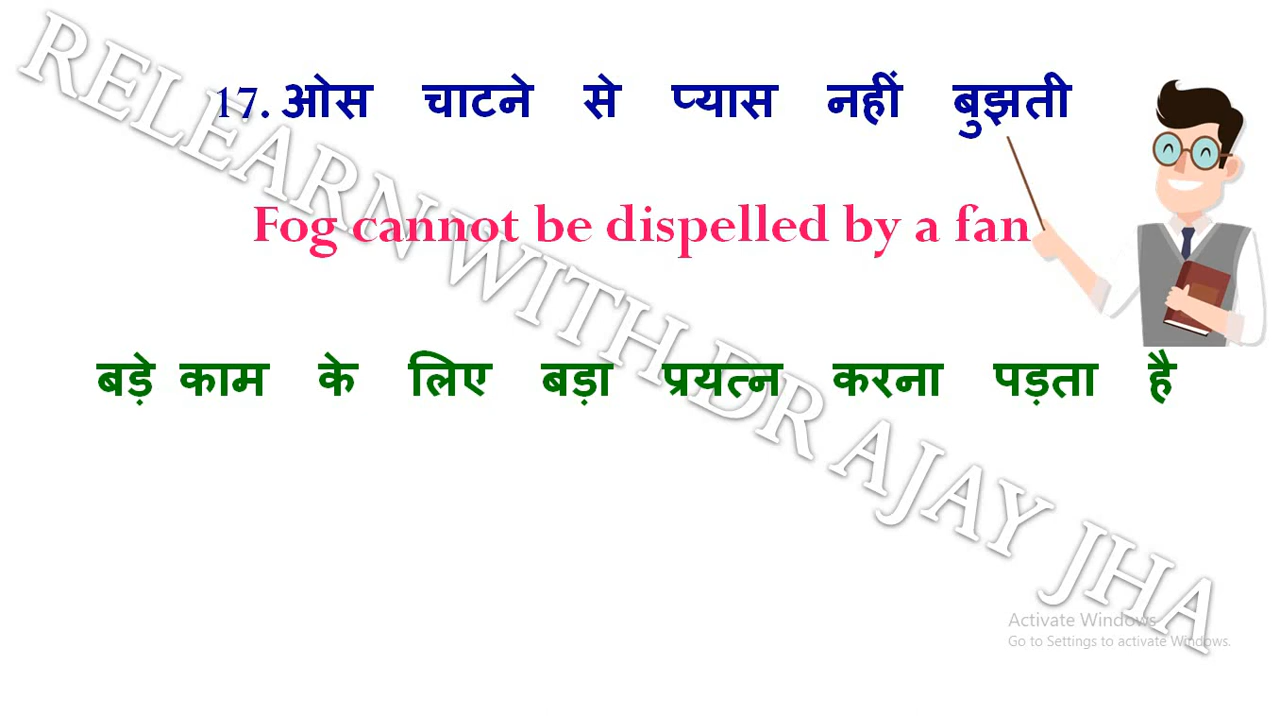 17. ओस चाटने से प्यास नहीं बुझती
Fog cannot be dispelled by a fan
बड़े काम के लिए बड़ा प्रयत्न करना पड़ता है
RELEARN WITH DR AJAY JHA
Activate Windows
Go to Settings to activate Windows.